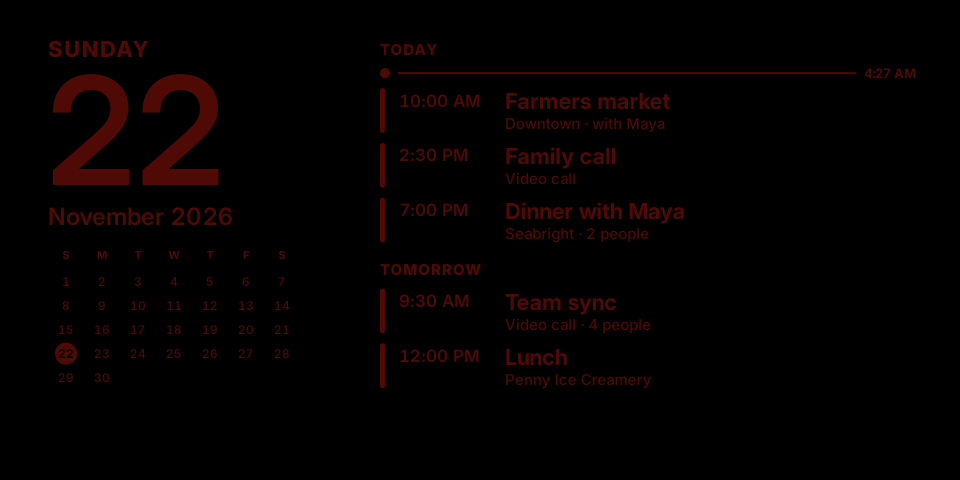 SUNDAY
22
November 2026
S M T W T F S
1 2 3 4 5 6 7
8 9 10 11 12 13 14
15 16 17 18 19 20 21
22 23 24 25 26 27 28
29 30
TODAY
4:27 AM
10:00 AM Farmers market
Downtown · with Maya
2:30 PM Family call
Video call
7:00 PM Dinner with Maya
Seabright · 2 people
TOMORROW
9:30 AM Team sync
Video call · 4 people
12:00 PM Lunch
Penny Ice Creamery